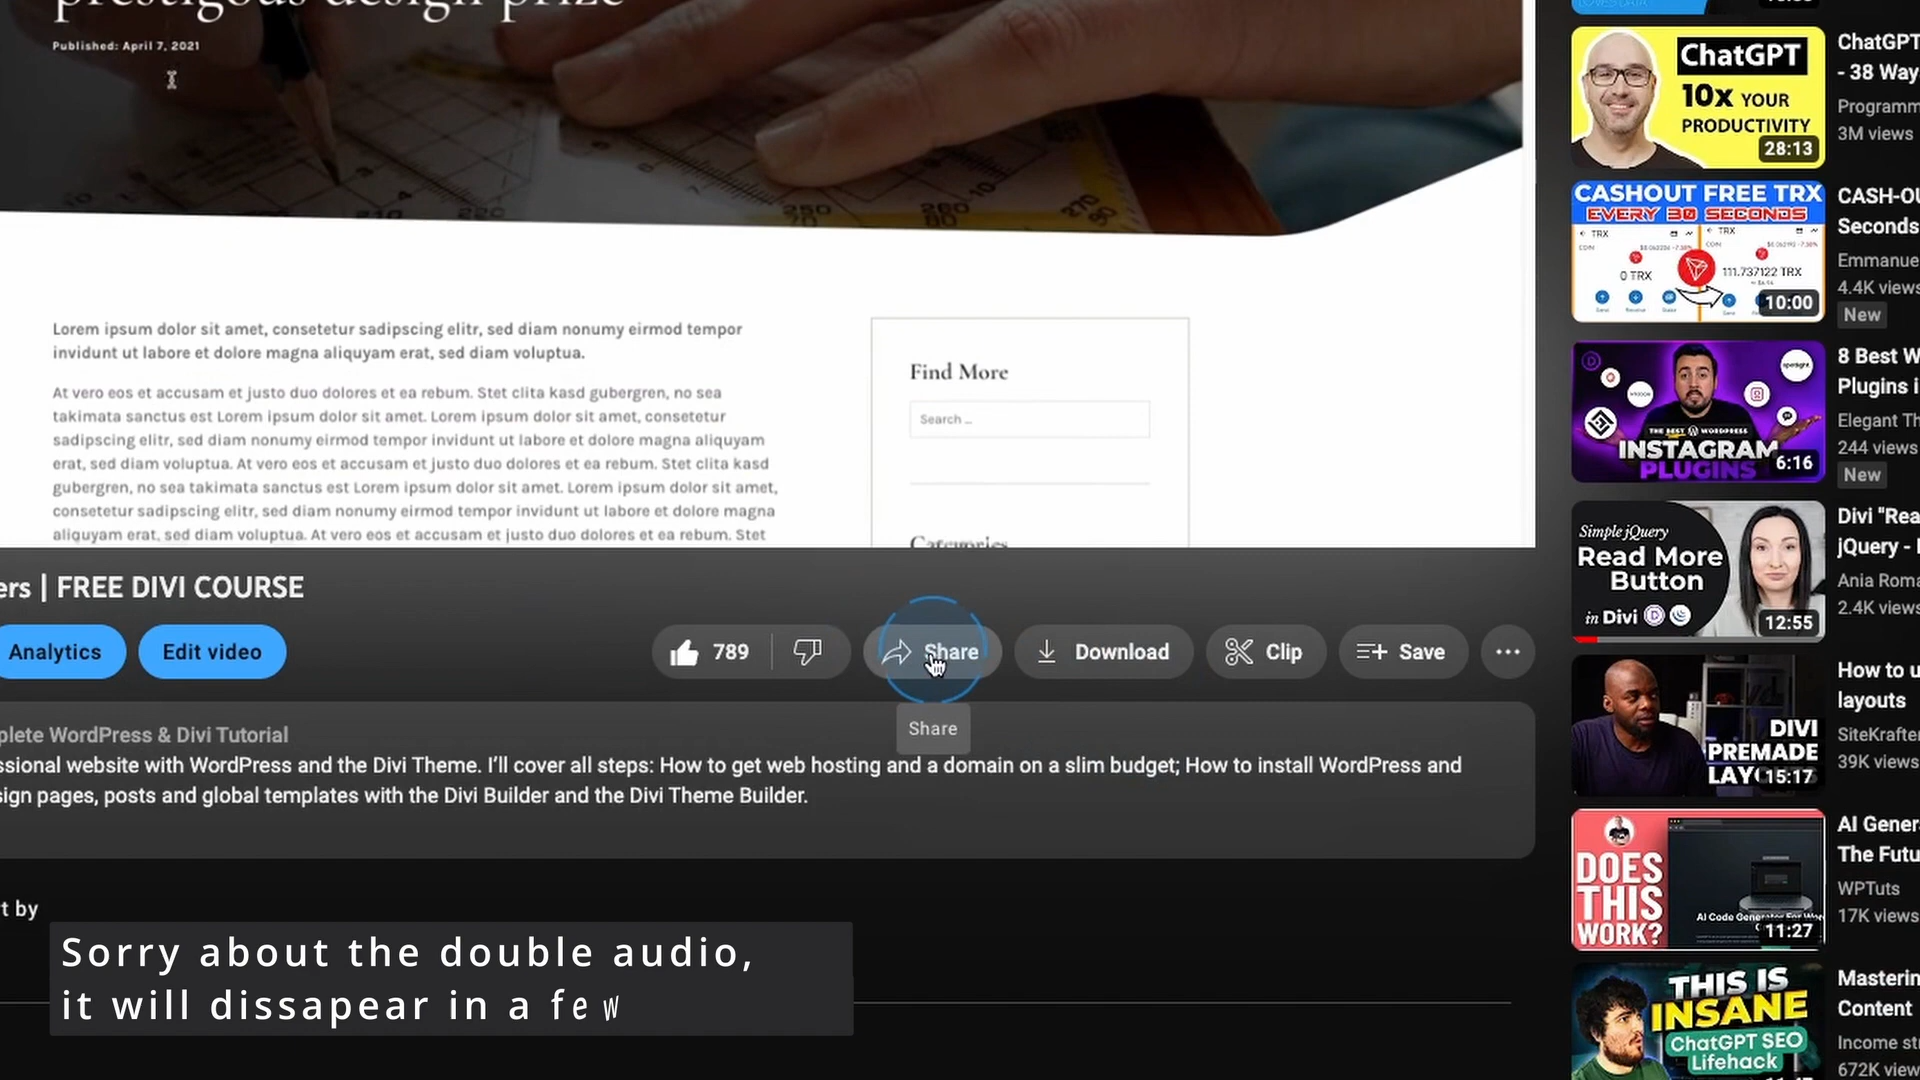 prestigous design prize
Published: April 7, 2021
Lorem ipsum dolor sit amet, consetetur sadipscing elitr, sed diam nonumy eirmod tempor
invidunt ut labore et dolore magna aliquyam erat, sed diam voluptua.
At vero eos et accusam et justo duo dolores et ea rebum. Stet clita kasd gubergren, no sea
takimata sanctus est Lorem ipsum dolor sit amet. Lorem ipsum dolor sit amet, consetetur
sadipscing elitr, sed diam nonumy eirmod tempor invidunt ut labore et dolore magna aliquyam
erat, sed diam voluptua. At vero eos et accusam et justo duo dolores et ea rebum. Stet clita kasd
gubergren, no sea takimata sanctus est Lorem ipsum dolor sit amet. Lorem ipsum dolor sit amet,
consetetur sadipscing elitr, sed diam nonumy eirmod tempor invidunt ut labore et dolore magna
aliquyam erat, sed diam voluptua. At vero eos et accusam et justo duo dolores et ea rebum. Stet
Find More
Search ...
Categories
ers | FREE DIVI COURSE
Analytics
Edit video
789
Share
Download
Clip
Save
Share
plete WordPress & Divi Tutorial
ssional website with WordPress and the Divi Theme. I'll cover all steps: How to get web hosting and a domain on a slim budget; How to install WordPress and
sign pages, posts and global templates with the Divi Builder and the Divi Theme Builder.
t by
Sorry about the double audio,
it will dissapear in a few
ChatGPT
10x YOUR
PRODUCTIVITY
28:13
ChatGPT
- 38 Way
Programm
3M views
CASHOUT FREE TRX
EVERY 30 SECONDS
TRX
TRX
0 TRX
111.737122 TRX
10:00
CASH-OU
Seconds
Emmanue
4.4K views
New
THE BEST WORDPRESS
INSTAGRAM
PLUGINS
6:16
8 Best W
Plugins i
Elegant Th
244 views
New
Simple jQuery
Read More
Button
in Divi
12:55
Divi "Rea
jQuery -
Ania Roma
2.4K views
DIVI
PREMADE
LAYO
15:17
How to u
layouts
SiteKrafter
39K views
DOES
THIS
WORK?
AI Code Generator For Wor
11:27
AI Gener
The Futu
WPTuts
17K views
THIS IS
INSANE
ChatGPT SEO
Lifehack
Masterin
Content
Income str
672K view